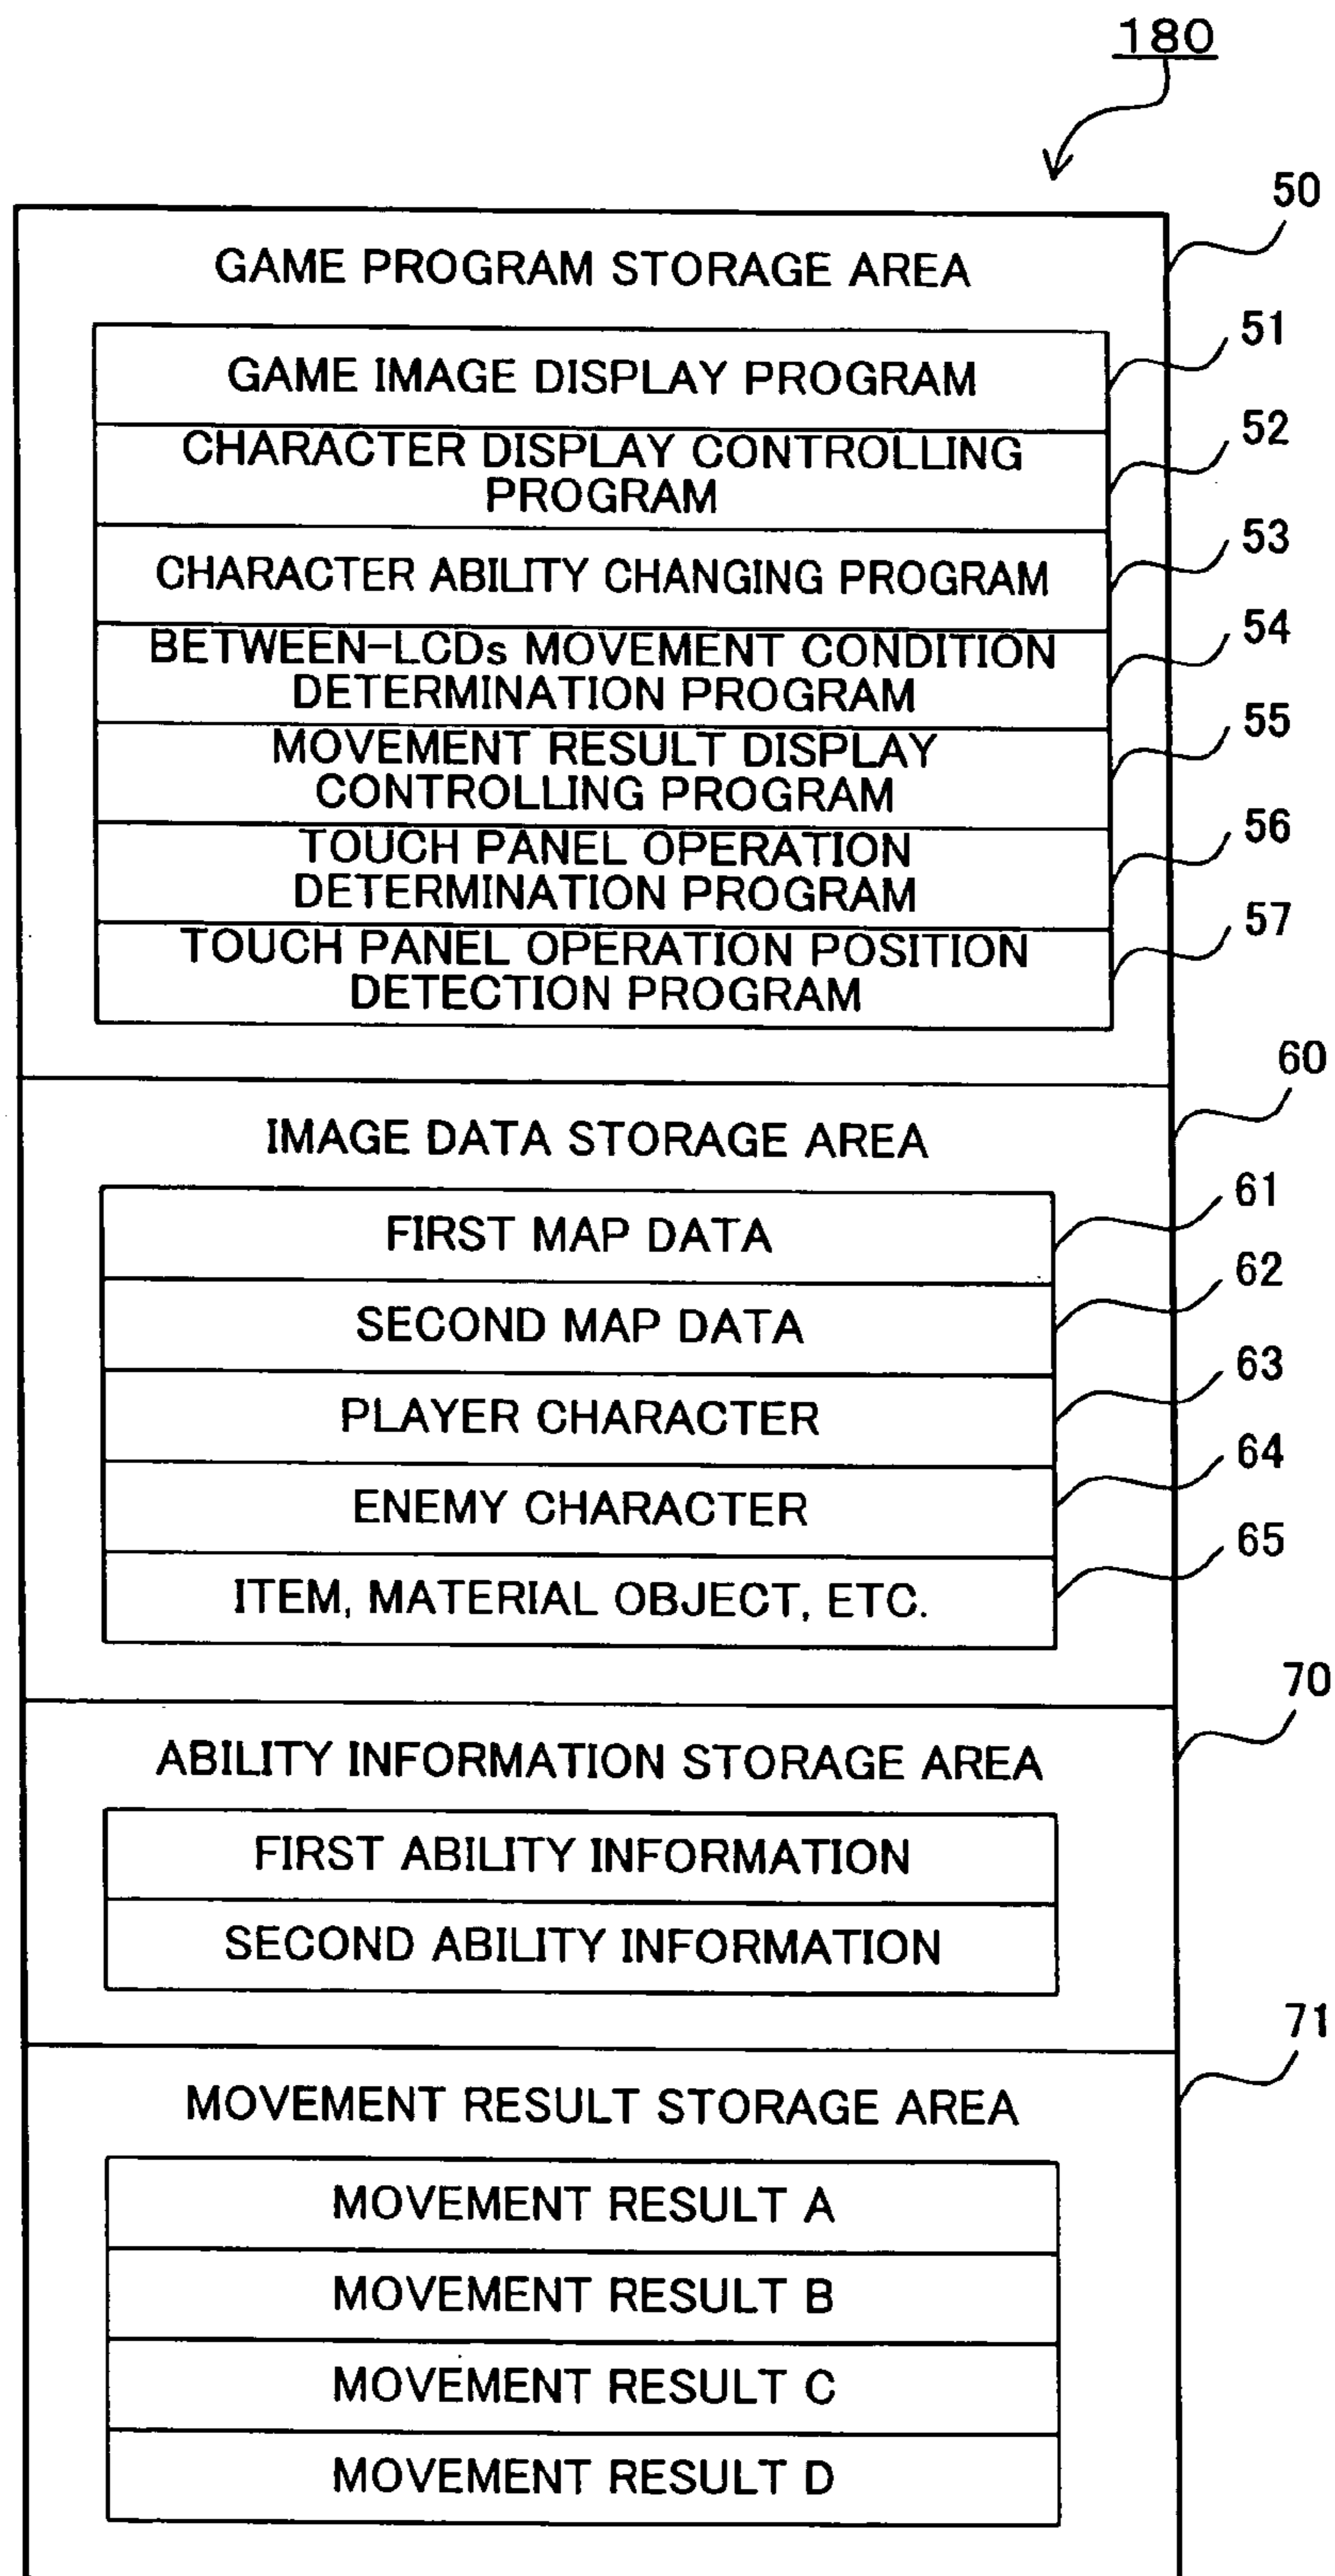 180
50
GAME PROGRAM STORAGE AREA
51
GAME IMAGE DISPLAY PROGRAM
52
CHARACTER DISPLAY CONTROLLING
PROGRAM
53
CHARACTER ABILITY CHANGING PROGRAM
54
BETWEEN-LCDs MOVEMENT CONDITION
DETERMINATION PROGRAM
55
MOVEMENT RESULT DISPLAY
CONTROLLING PROGRAM
56
TOUCH PANEL OPERATION
DETERMINATION PROGRAM
57
TOUCH PANEL OPERATION POSITION
DETECTION PROGRAM
60
IMAGE DATA STORAGE AREA
61
FIRST MAP DATA
62
SECOND MAP DATA
63
PLAYER CHARACTER
64
ENEMY CHARACTER
65
ITEM, MATERIAL OBJECT, ETC.
70
ABILITY INFORMATION STORAGE AREA
FIRST ABILITY INFORMATION
SECOND ABILITY INFORMATION
71
MOVEMENT RESULT STORAGE AREA
MOVEMENT RESULT A
MOVEMENT RESULT B
MOVEMENT RESULT C
MOVEMENT RESULT D